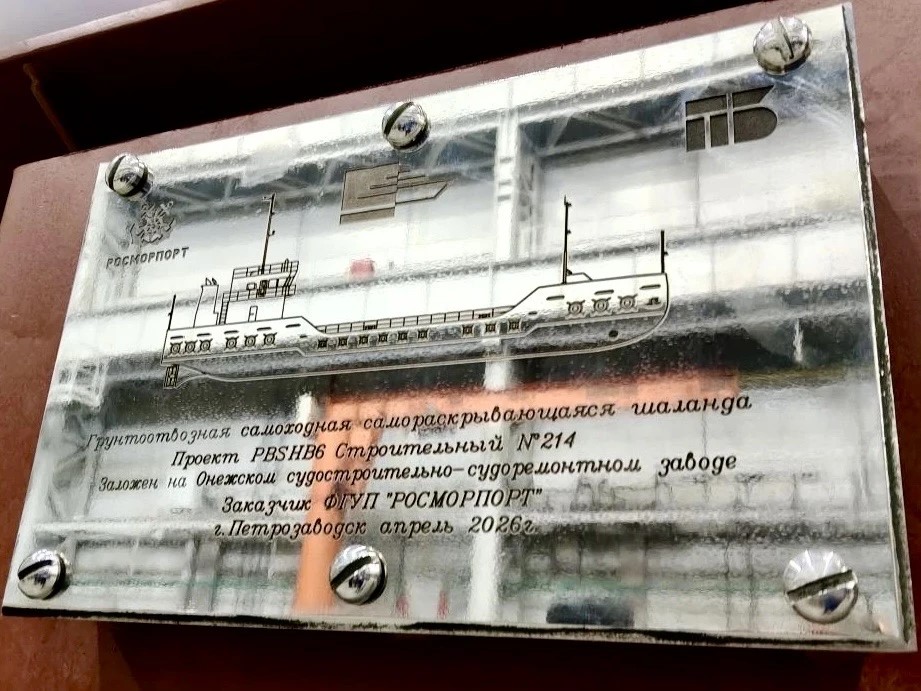 РОСМОРПОРТ
ПБ
Грунтоотвозная самоходная самораскрывающаяся шаланда
Проект PBSHB6 Строительный №214
Заложен на Онежском судостроительно-судоремонтном заводе
Заказчик ФГУП "РОСМОРПОРТ"
г.Петрозаводск апрель 2026г.